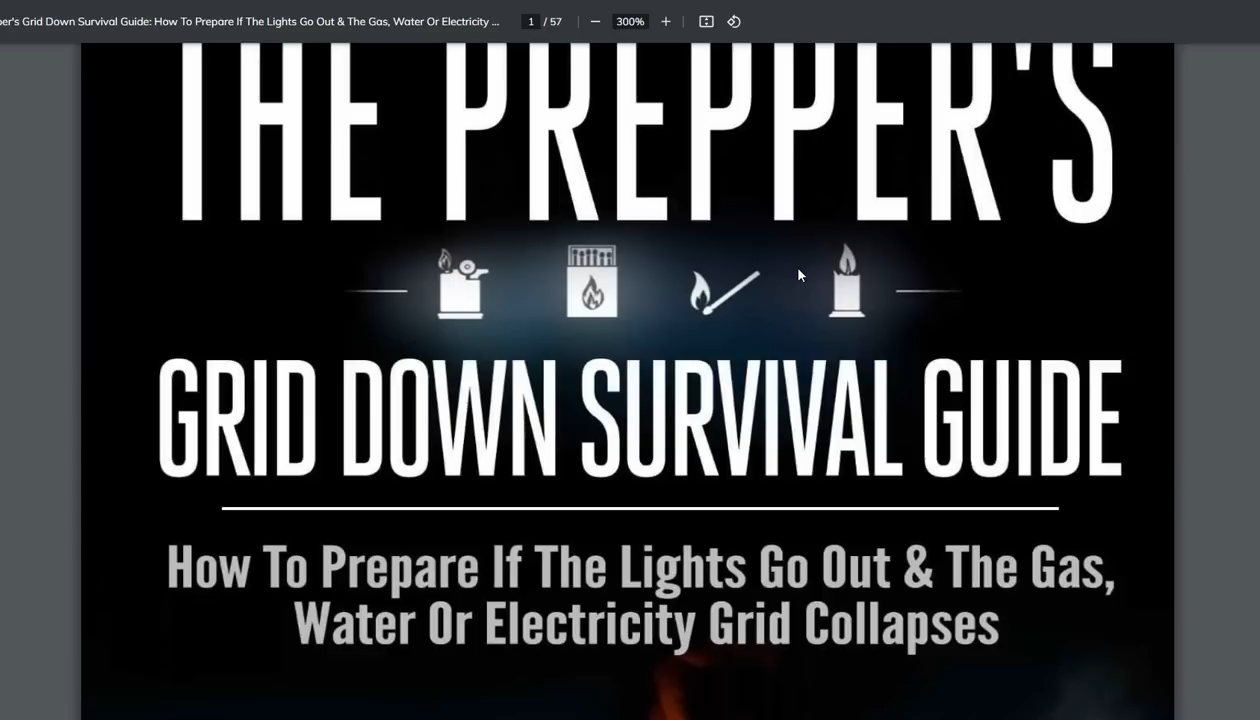 er's Grid Down Survival Guide: How To Prepare If The Lights Go Out & The Gas, Water Or Electricity ...
1 / 57
300%
THE PREPPER'S
GRID DOWN SURVIVAL GUIDE
How To Prepare If The Lights Go Out & The Gas,
Water Or Electricity Grid Collapses